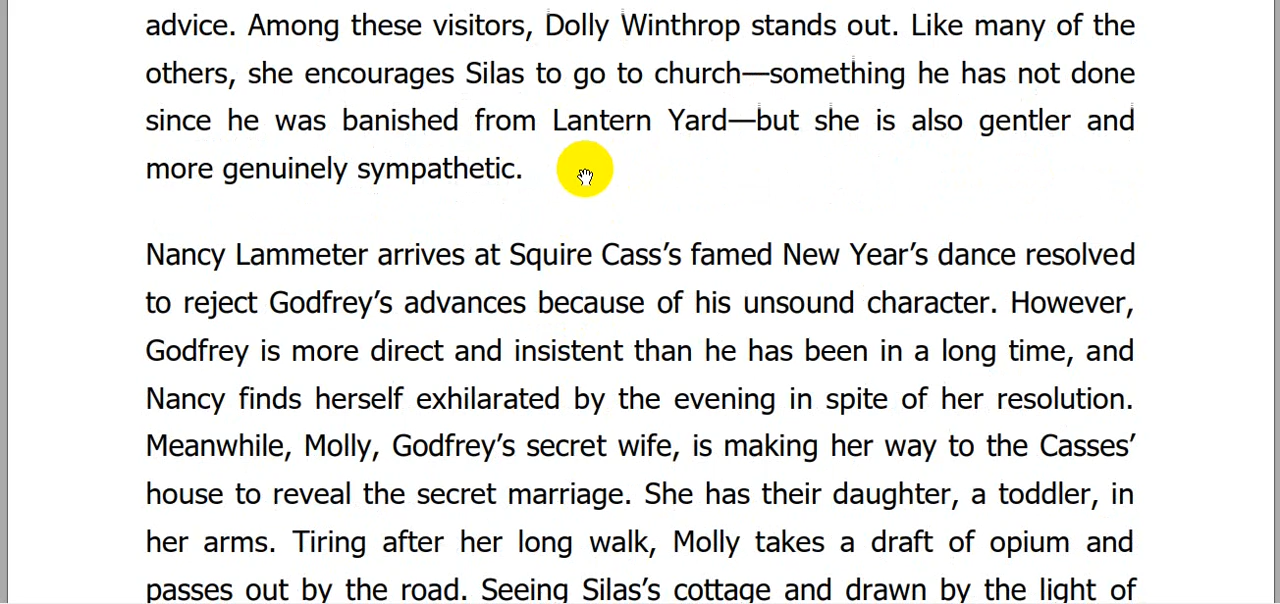 advice. Among these visitors, Dolly Winthrop stands out. Like many of the
others, she encourages Silas to go to church—something he has not done
since he was banished from Lantern Yard—but she is also gentler and
more genuinely sympathetic.
Nancy Lammeter arrives at Squire Cass’s famed New Year’s dance resolved
to reject Godfrey’s advances because of his unsound character. However,
Godfrey is more direct and insistent than he has been in a long time, and
Nancy finds herself exhilarated by the evening in spite of her resolution.
Meanwhile, Molly, Godfrey’s secret wife, is making her way to the Casses’
house to reveal the secret marriage. She has their daughter, a toddler, in
her arms. Tiring after her long walk, Molly takes a draft of opium and
passes out by the road. Seeing Silas’s cottage and drawn by the light of